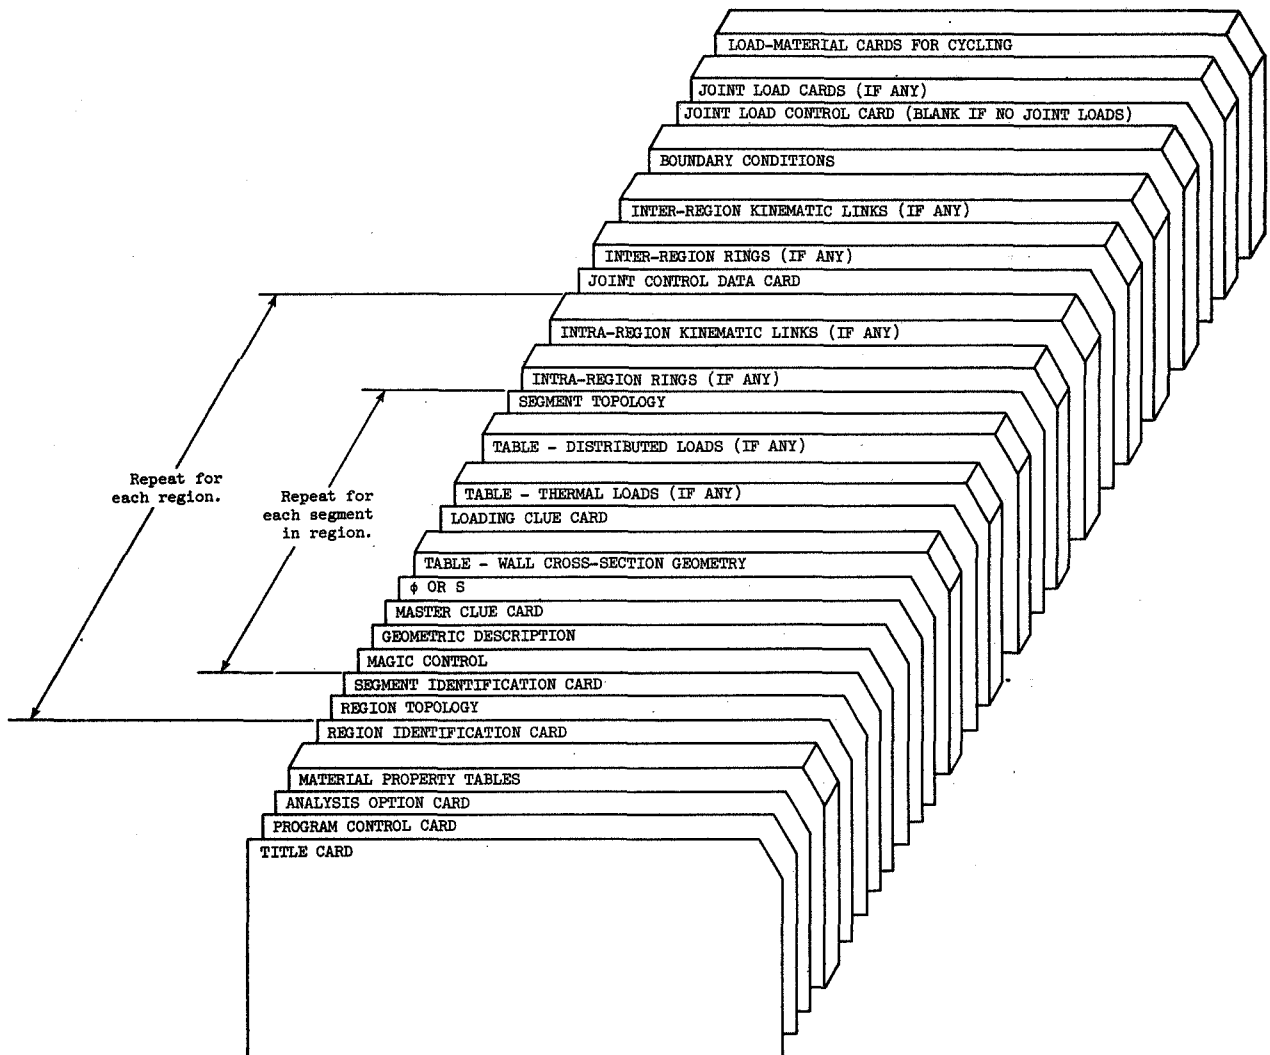 LOAD-MATERIAL CARDS FOR CYCLING
JOINT LOAD CARDS (IF ANY)
JOINT LOAD CONTROL CARD (BLANK IF NO JOINT LOADS)
BOUNDARY CONDITIONS
INTER-REGION KINEMATIC LINKS (IF ANY)
INTER-REGION RINGS (IF ANY)
JOINT CONTROL DATA CARD
INTRA-REGION KINEMATIC LINKS (IF ANY)
INTRA-REGION RINGS (IF ANY)
SEGMENT TOPOLOGY
TABLE - DISTRIBUTED LOADS (IF ANY)
TABLE - THERMAL LOADS (IF ANY)
LOADING CLUE CARD
TABLE - WALL CROSS-SECTION GEOMETRY
ϕ OR S
MASTER CLUE CARD
GEOMETRIC DESCRIPTION
MAGIC CONTROL
SEGMENT IDENTIFICATION CARD
REGION TOPOLOGY
REGION IDENTIFICATION CARD
MATERIAL PROPERTY TABLES
ANALYSIS OPTION CARD
PROGRAM CONTROL CARD
TITLE CARD
Repeat for
each region.
Repeat for
each segment
in region.